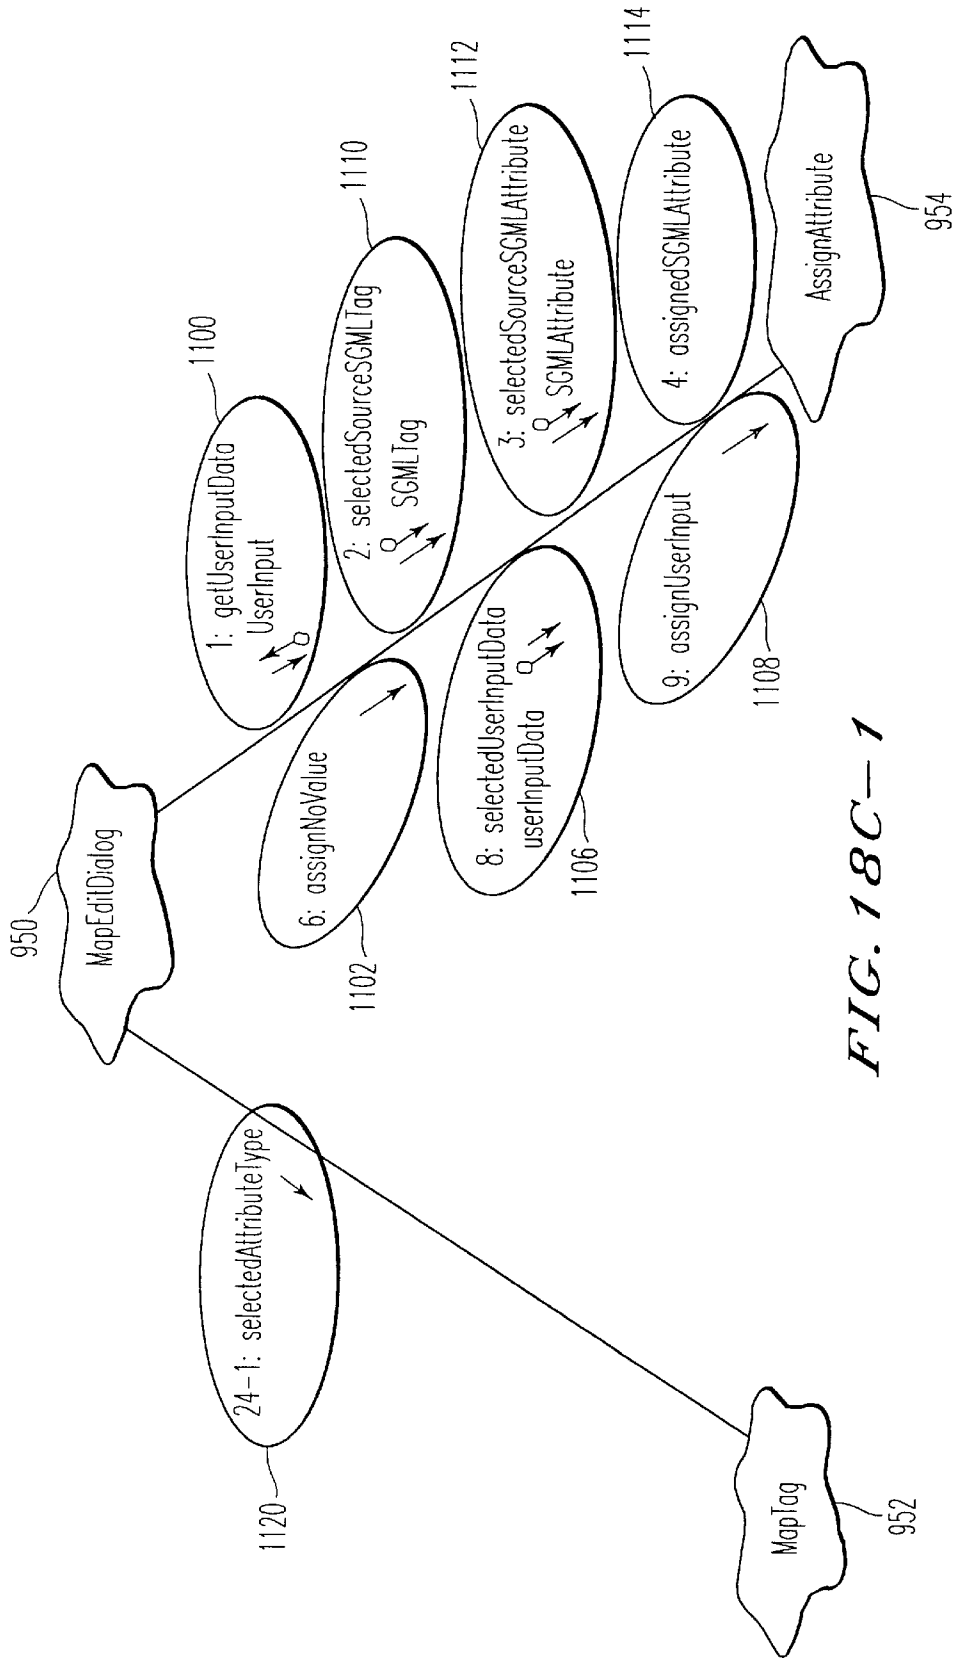 950
MapEditDialog
1120
24-1: selectedAttributeType
MapTag
952
1100
1: getUserInputData
UserInput
1110
2: selectedSourceSGMLTag
SGMLTag
1112
3: selectedSourceSGMLAttribute
SGMLAttribute
1114
4: assignedSGMLAttribute
6: assignNoValue
1102
8: selectedUserInputData
userInputData
1106
9: assignUserInput
1108
AssignAttribute
954
FIG. 18C-1